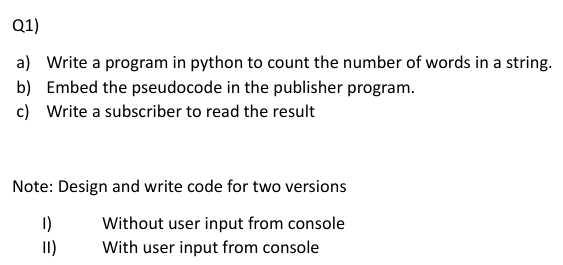 Q1)
a) Write a program in python to count the number of words in a string.
b) Embed the pseudocode in the publisher program.
c) Write a subscriber to read the result
Note: Design and write code for two versions
I) Without user input from console
II) With user input from console